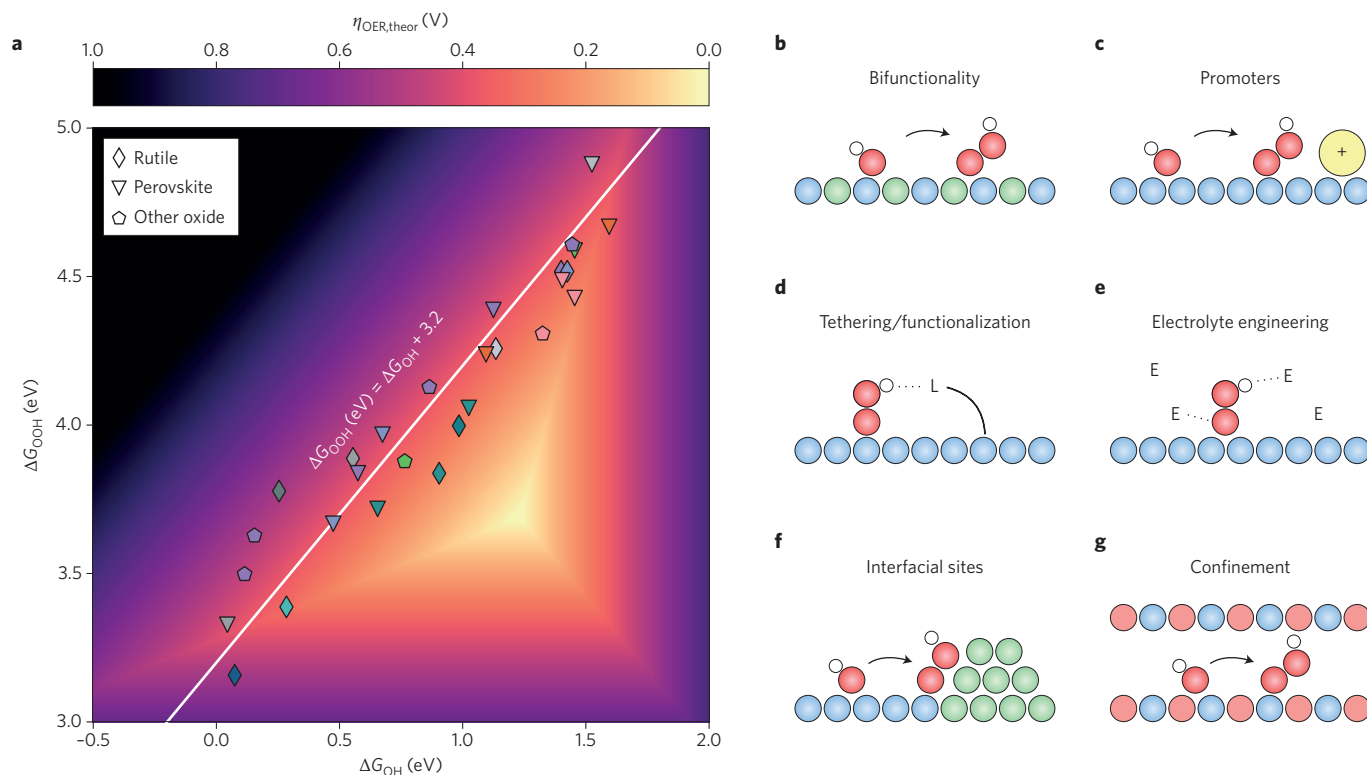 a
η_OER,theor (V)
1.0 0.8 0.6 0.4 0.2 0.0
5.0
4.5
4.0
3.5
3.0
ΔG_OOH (eV)
Rutile
Perovskite
Other oxide
ΔG_OOH (eV) = ΔG_OH + 3.2
−0.5 0.0 0.5 1.0 1.5 2.0
ΔG_OH (eV)
b
Bifunctionality
c
Promoters
+
d
Tethering/functionalization
L
e
Electrolyte engineering
E
E
E
E
f
Interfacial sites
g
Confinement